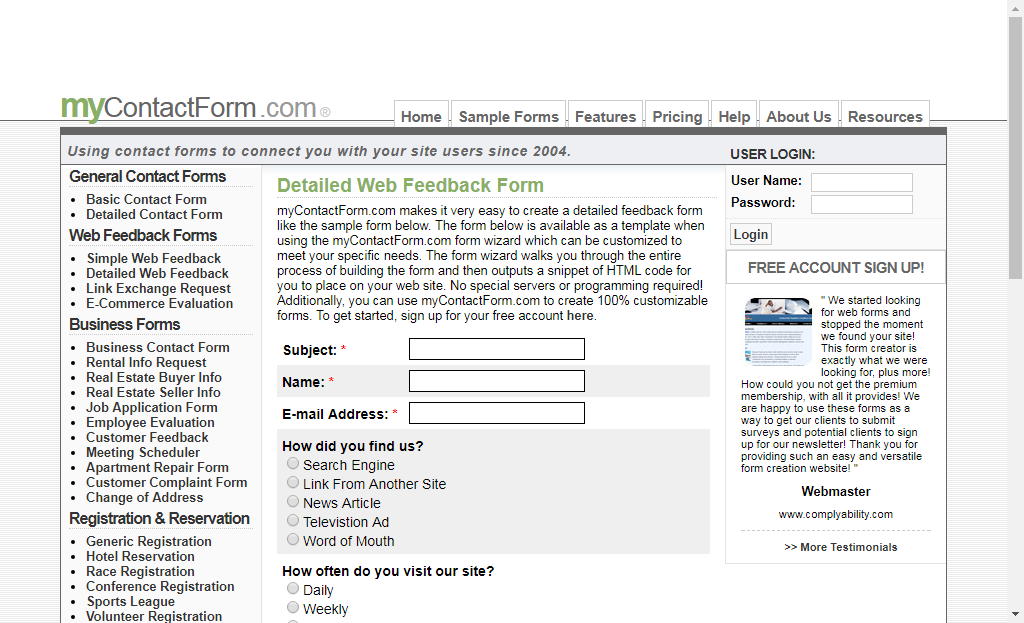 myContactForm.com®
Home
Sample Forms
Features
Pricing
Help
About Us
Resources
Using contact forms to connect you with your site users since 2004.
USER LOGIN:
General Contact Forms
Basic Contact Form
Detailed Contact Form
Web Feedback Forms
Simple Web Feedback
Detailed Web Feedback
Link Exchange Request
E-Commerce Evaluation
Business Forms
Business Contact Form
Rental Info Request
Real Estate Buyer Info
Real Estate Seller Info
Job Application Form
Employee Evaluation
Customer Feedback
Meeting Scheduler
Apartment Repair Form
Customer Complaint Form
Change of Address
Registration & Reservation
Generic Registration
Hotel Reservation
Race Registration
Conference Registration
Sports League
Volunteer Registration
Detailed Web Feedback Form
myContactForm.com makes it very easy to create a detailed feedback form
like the sample form below. The form below is available as a template when
using the myContactForm.com form wizard which can be customized to
meet your specific needs. The form wizard walks you through the entire
process of building the form and then outputs a snippet of HTML code for
you to place on your web site. No special servers or programming required!
Additionally, you can use myContactForm.com to create 100% customizable
forms. To get started, sign up for your free account here.
Subject: *
Name: *
E-mail Address: *
How did you find us?
Search Engine
Link From Another Site
News Article
Televistion Ad
Word of Mouth
How often do you visit our site?
Daily
Weekly
User Name:
Password:
Login
FREE ACCOUNT SIGN UP!
" We started looking
for web forms and
stopped the moment
we found your site!
This form creator is
exactly what we were
looking for, plus more!
How could you not get the premium
membership, with all it provides! We
are happy to use these forms as a
way to get our clients to submit
surveys and potential clients to sign
up for our newsletter! Thank you for
providing such an easy and versatile
form creation website! "
Webmaster
www.complyability.com
>> More Testimonials